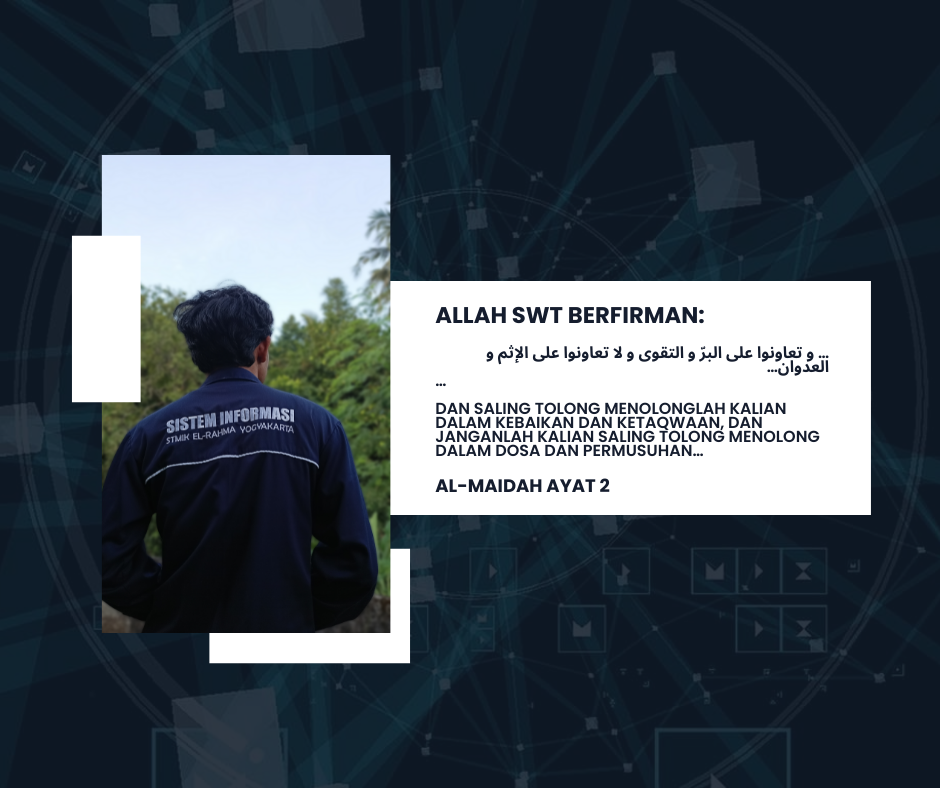 SISTEM INFORMASI
STMIK EL-RAHMA YOGYAKARTA
ALLAH SWT BERFIRMAN:
... و تعاونوا على البرّ و التقوى و لا تعاونوا على الإثم و
العدوان...
...
DAN SALING TOLONG MENOLONGLAH KALIAN
DALAM KEBAIKAN DAN KETAQWAAN, DAN
JANGANLAH KALIAN SALING TOLONG MENOLONG
DALAM DOSA DAN PERMUSUHAN...
AL-MAIDAH AYAT 2